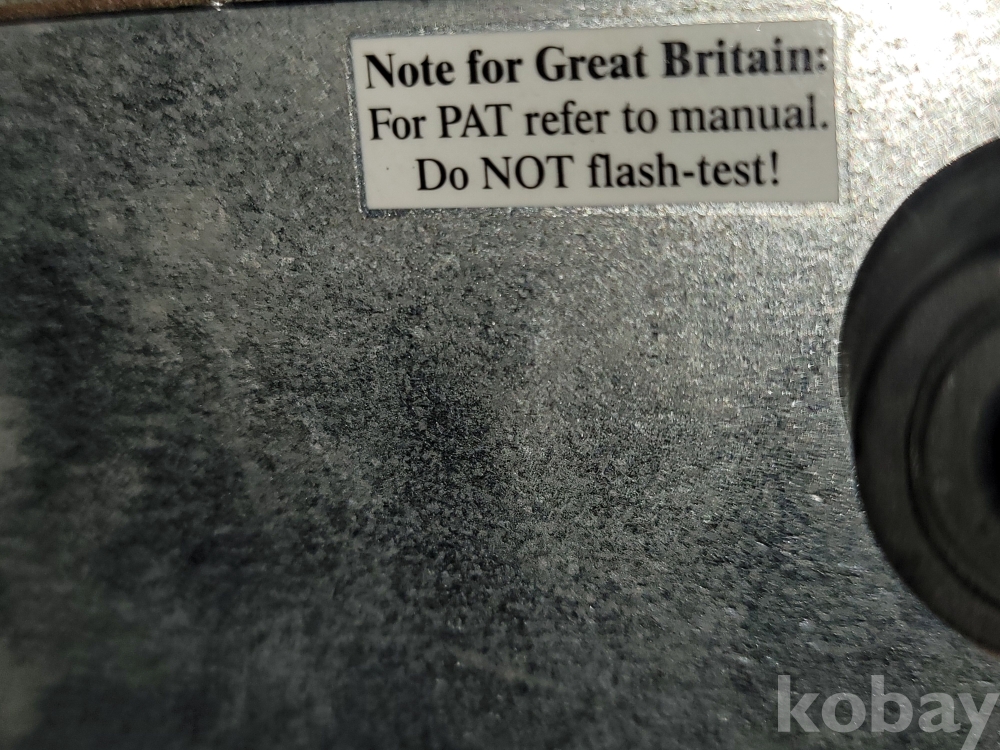 Note for Great Britain:
For PAT refer to manual.
Do NOT flash-test!
kobay